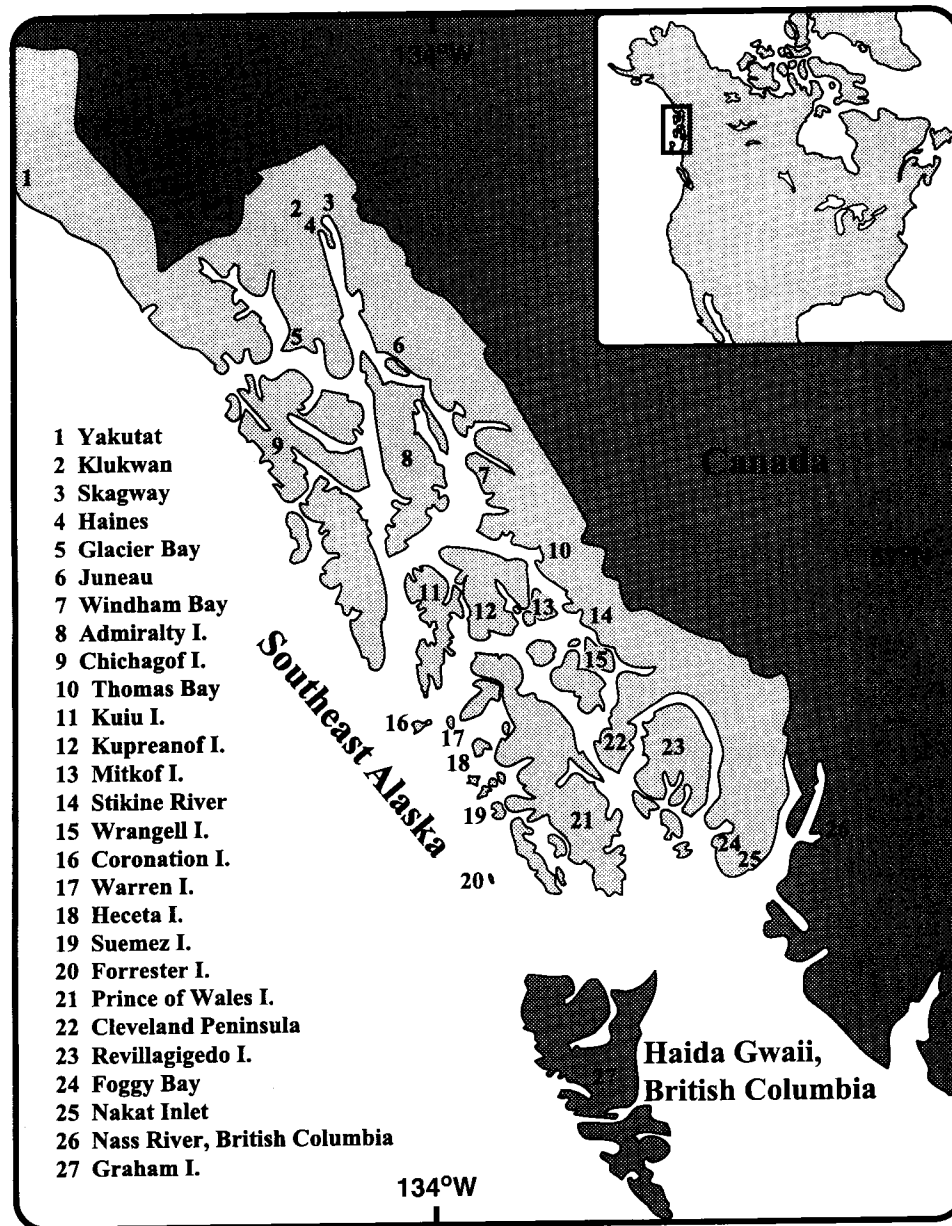 134°W
1
2
3
4
5
6
7
8
9
10
11
12
13
14
15
16
17
18
19
20
21
22
23
24
25
26
27
Canada
Southeast Alaska
1 Yakutat
2 Klukwan
3 Skagway
4 Haines
5 Glacier Bay
6 Juneau
7 Windham Bay
8 Admiralty I.
9 Chichagof I.
10 Thomas Bay
11 Kuiu I.
12 Kupreanof I.
13 Mitkof I.
14 Stikine River
15 Wrangell I.
16 Coronation I.
17 Warren I.
18 Heceta I.
19 Suemez I.
20 Forrester I.
21 Prince of Wales I.
22 Cleveland Peninsula
23 Revillagigedo I.
24 Foggy Bay
25 Nakat Inlet
26 Nass River, British Columbia
27 Graham I.
Haida Gwaii,
British Columbia
134°W